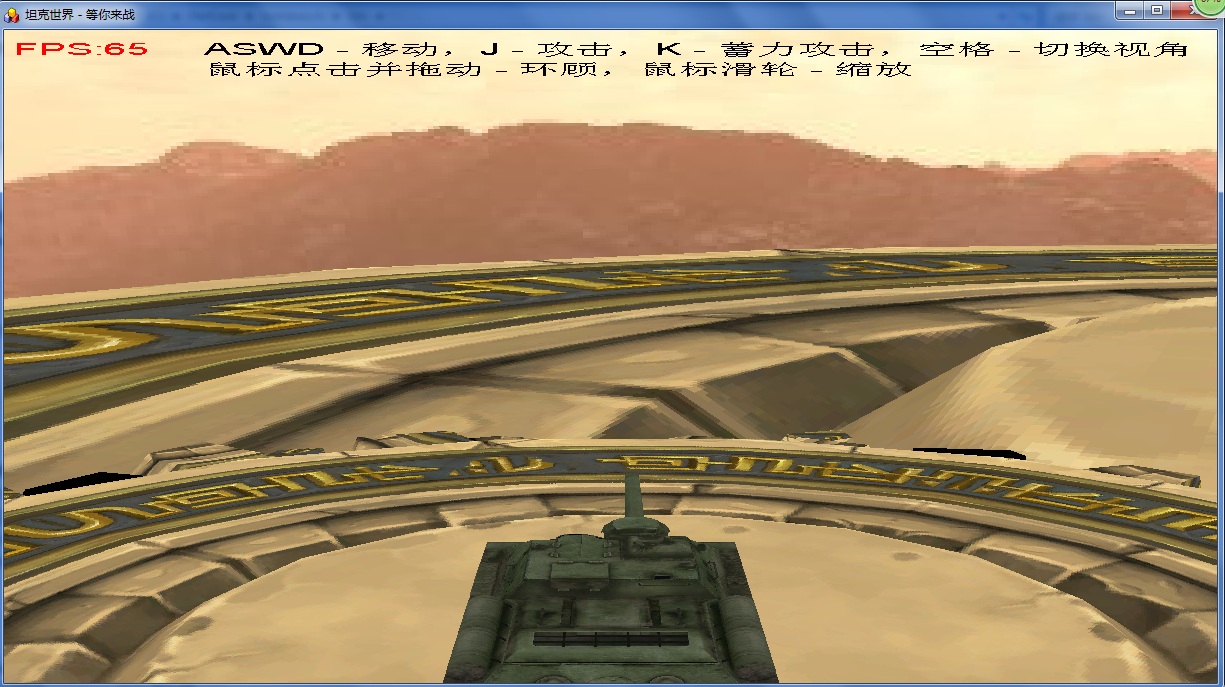 坦克世界 - 等你来战
FPS:65
ASWD - 移动， J - 攻击， K - 蓄力攻击， 空格 - 切换视角
鼠标点击并拖动 - 环顾， 鼠标滑轮 - 缩放